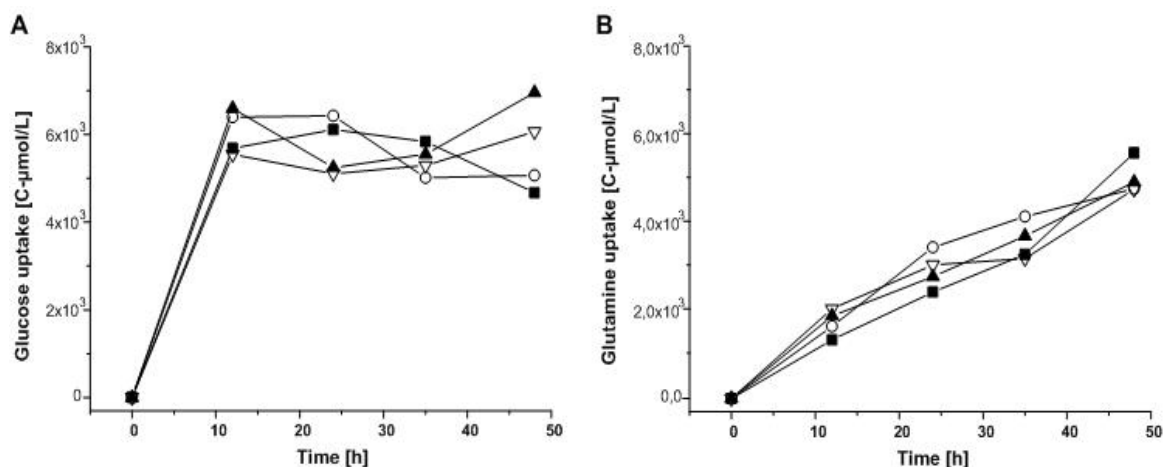 A
Glucose uptake [C-µmol/L]
8x10³
6x10³
4x10³
2x10³
0
0 10 20 30 40 50
Time [h]
B
Glutamine uptake [C-µmol/L]
8,0x10³
6,0x10³
4,0x10³
2,0x10³
0,0
0 10 20 30 40 50
Time [h]